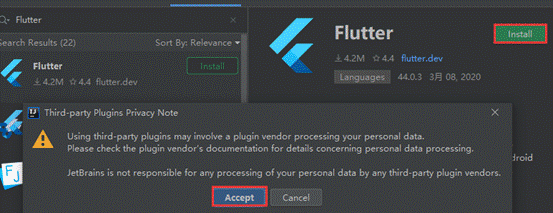 Flutter
Search Results (22)
Sort By: Relevance
Flutter
4.2M 4.4 flutter.dev
Install
Flutter
4.2M 4.4 flutter.dev
Install
Languages 44.0.3 3月 08, 2020
Third-party Plugins Privacy Note
Using third-party plugins may involve a plugin vendor processing your personal data.
Please check the plugin vendor's documentation for details concerning personal data processing.
JetBrains is not responsible for any processing of your personal data by any third-party plugin vendors.
Accept
Cancel
droid
F
J
IJ